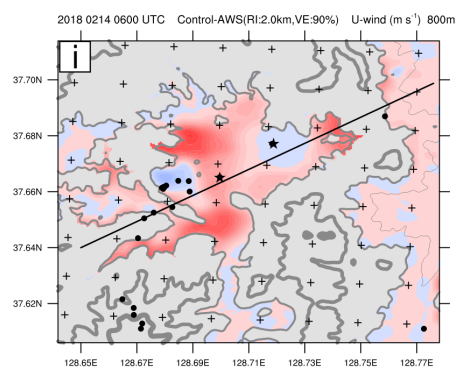 2018 0214 0600 UTC Control-AWS(RI:2.0km,VE:90%) U-wind (m s⁻¹) 800m
i
37.70N
37.68N
37.66N
37.64N
37.62N
128.65E 128.67E 128.69E 128.71E 128.73E 128.75E 128.77E